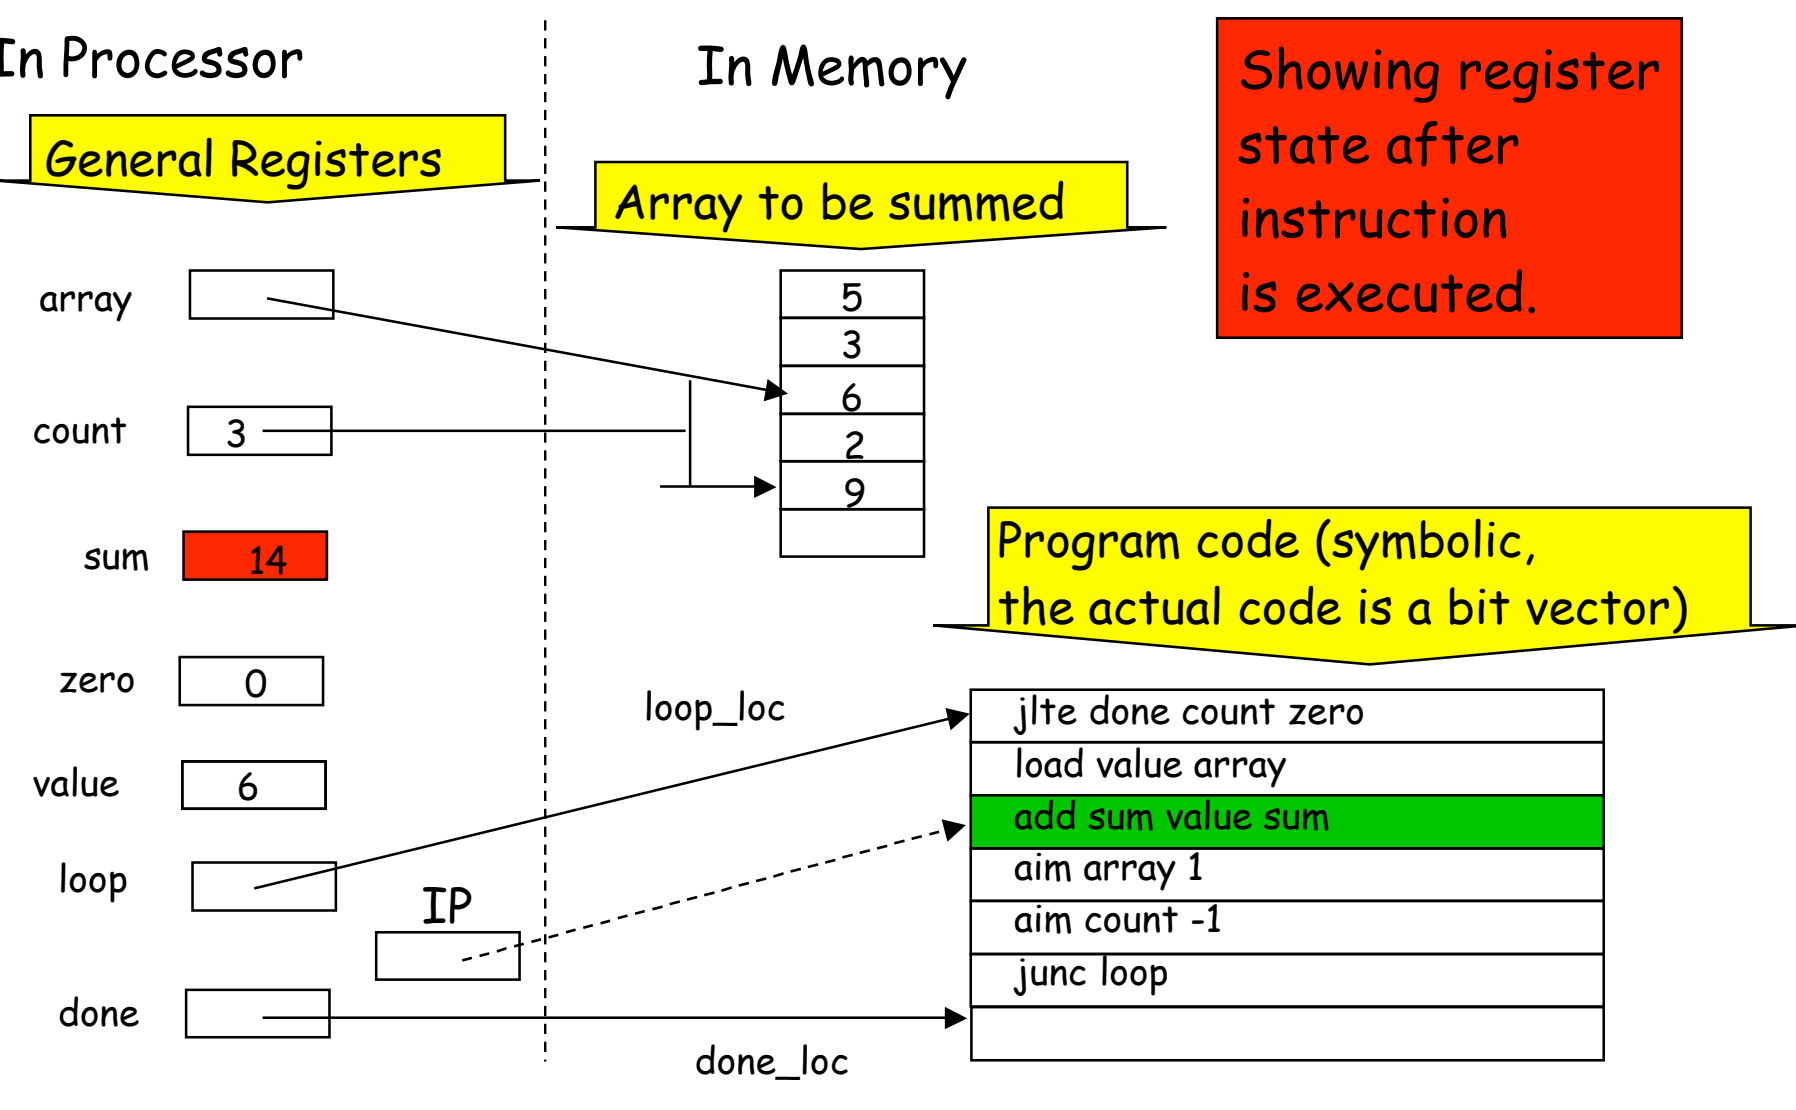 In Processor
In Memory
Showing register
state after
instruction
is executed.
General Registers
Array to be summed
array
count
3
sum
14
zero
0
value
6
loop
IP
done
5
3
6
2
9
Program code (symbolic,
the actual code is a bit vector)
loop_loc
jlte done count zero
load value array
add sum value sum
aim array 1
aim count -1
junc loop
done_loc